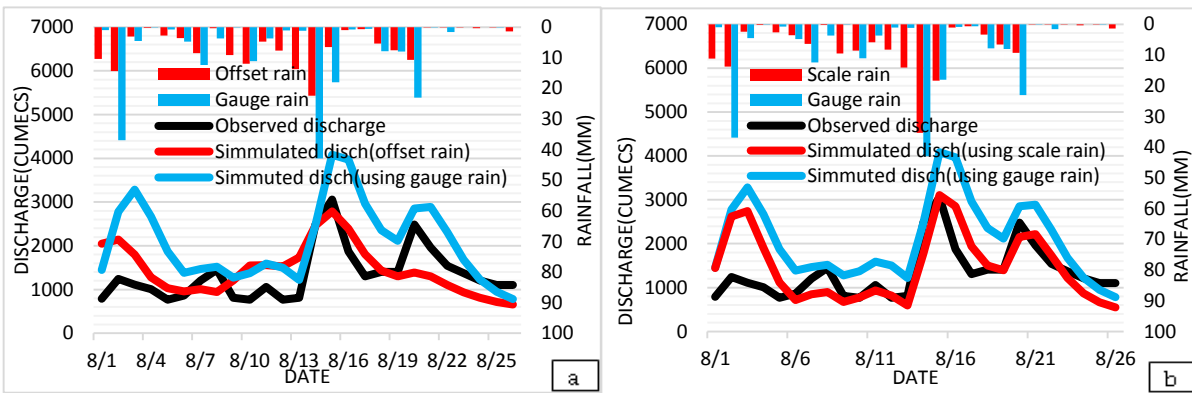 7000
6000
5000
4000
3000
2000
1000
0
DISCHARGE(CUMECS)
Offset rain
Gauge rain
Observed discharge
Simmulated disch(offset rain)
Simmuted disch(using gauge rain)
0
10
20
30
40
50
60
70
80
90
100
RAINFALL(MM)
8/1 8/4 8/7 8/10 8/13 8/16 8/19 8/22 8/25
DATE
a
7000
6000
5000
4000
3000
2000
1000
0
DISCHARGE(CUMECS)
Scale rain
Gauge rain
Observed discharge
Simmulated disch(using scale rain)
Simmuted disch(using gauge rain)
0
10
20
30
40
50
60
70
80
90
100
RAINFALL(MM)
8/1 8/6 8/11 8/16 8/21 8/26
DATE
b